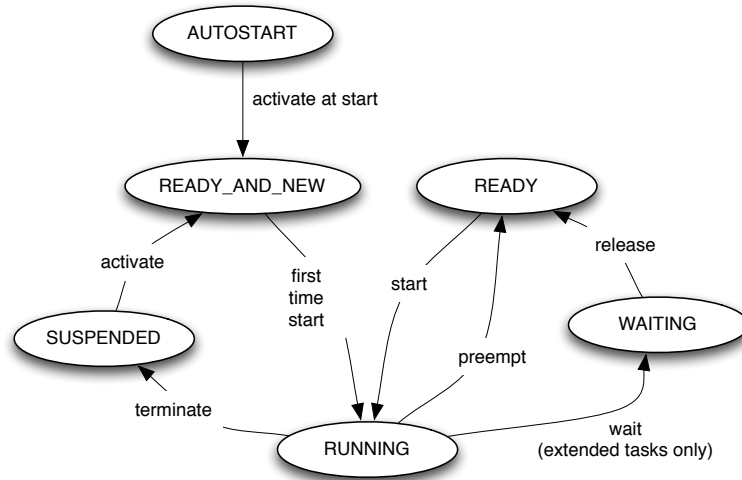 AUTOSTART
activate at start
READY_AND_NEW
READY
activate
first
time
start
start
release
SUSPENDED
WAITING
preempt
terminate
RUNNING
wait
(extended tasks only)